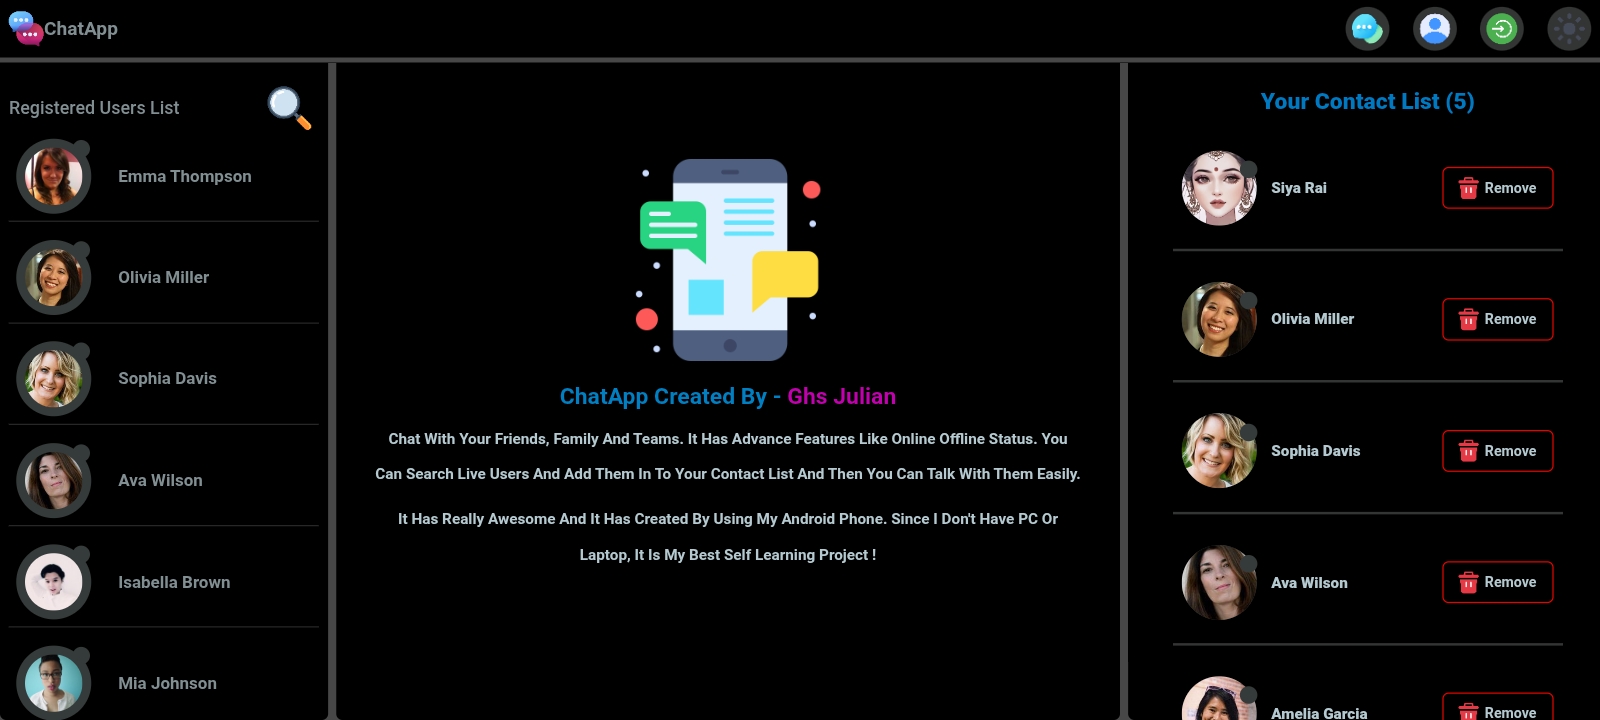 ChatApp
Registered Users List
Emma Thompson
Olivia Miller
Sophia Davis
Ava Wilson
Isabella Brown
Mia Johnson
ChatApp Created By - Ghs Julian
Chat With Your Friends, Family And Teams. It Has Advance Features Like Online Offline Status. You
Can Search Live Users And Add Them In To Your Contact List And Then You Can Talk With Them Easily.
It Has Really Awesome And It Has Created By Using My Android Phone. Since I Don't Have PC Or
Laptop, It Is My Best Self Learning Project !
Your Contact List (5)
Siya Rai
Remove
Olivia Miller
Remove
Sophia Davis
Remove
Ava Wilson
Remove
Amelia Garcia
Remove